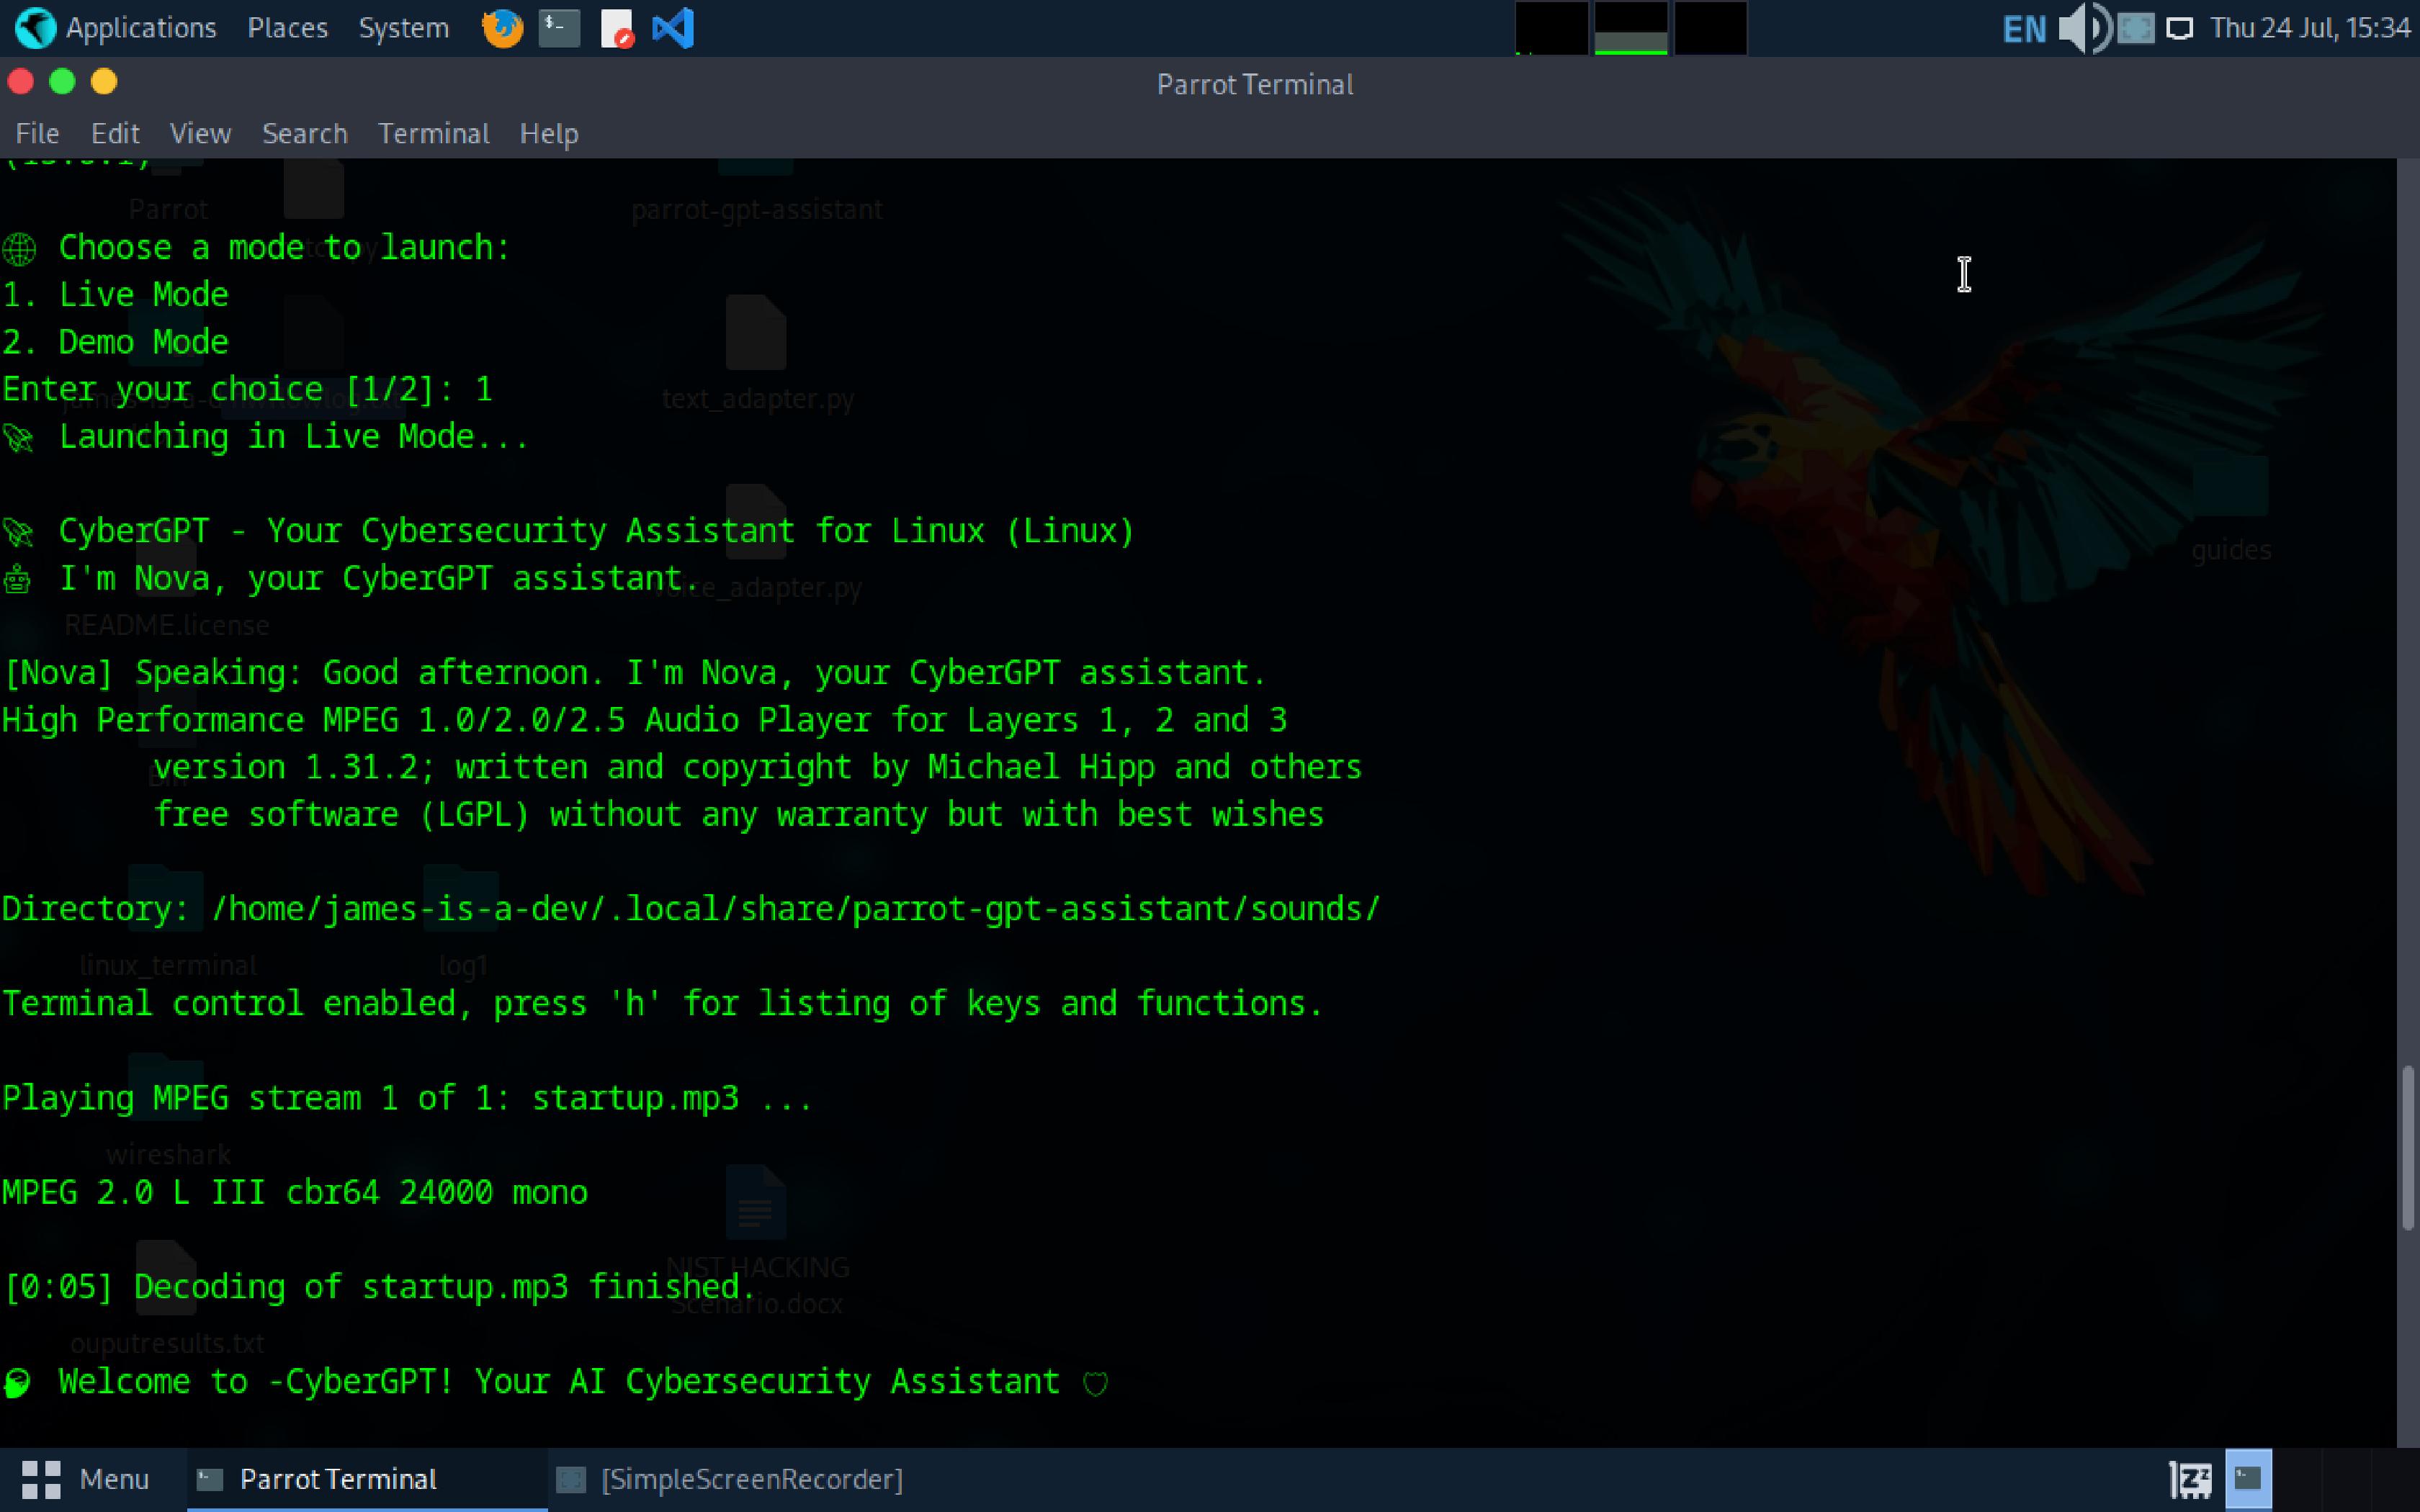 Applications Places System EN Thu 24 Jul, 15:34
Parrot Terminal
File Edit View Search Terminal Help
Parrot parrot-gpt-assistant
Choose a mode to launch:
1. Live Mode
2. Demo Mode
Enter your choice [1/2]: 1
text_adapter.py
Launching in Live Mode...
CyberGPT - Your Cybersecurity Assistant for Linux (Linux)
guides
I'm Nova, your CyberGPT assistant.
README.license
[Nova] Speaking: Good afternoon. I'm Nova, your CyberGPT assistant.
High Performance MPEG 1.0/2.0/2.5 Audio Player for Layers 1, 2 and 3
version 1.31.2; written and copyright by Michael Hipp and others
free software (LGPL) without any warranty but with best wishes
Directory: /home/james-is-a-dev/.local/share/parrot-gpt-assistant/sounds/
linux_terminal log1
Terminal control enabled, press 'h' for listing of keys and functions.
Playing MPEG stream 1 of 1: startup.mp3 ...
wireshark
MPEG 2.0 L III cbr64 24000 mono
NIST HACKING
[0:05] Decoding of startup.mp3 finished.
Scenario.docx
ouputresults.txt
Welcome to -CyberGPT! Your AI Cybersecurity Assistant
Menu Parrot Terminal [SimpleScreenRecorder]